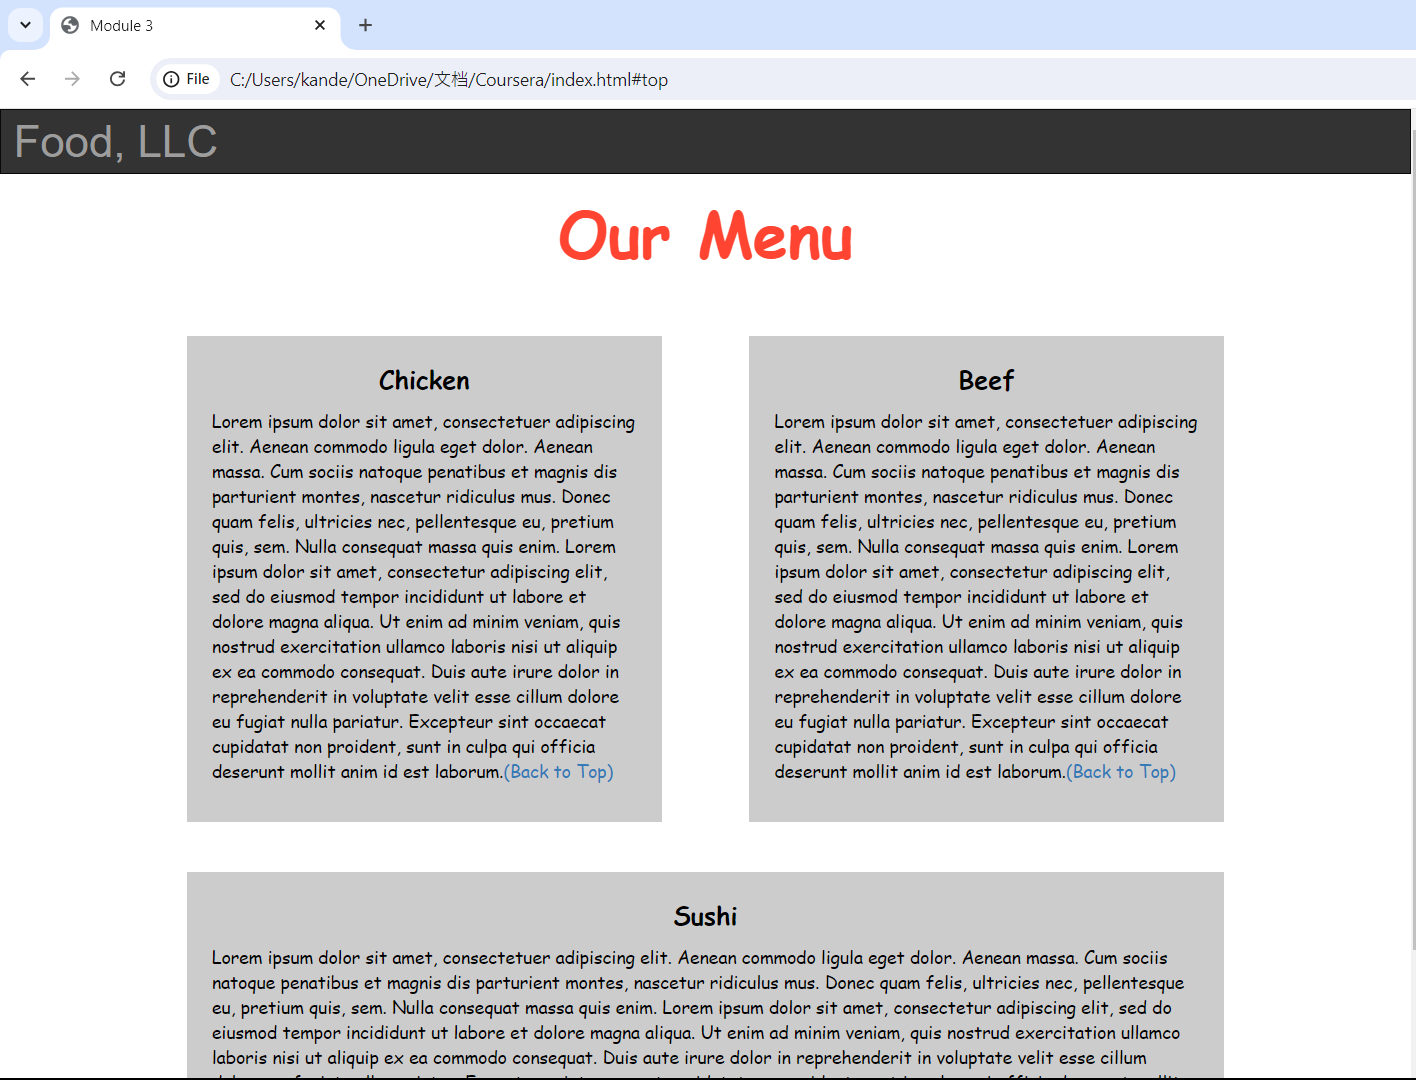 Module 3
File
C:/Users/kande/OneDrive/文档/Coursera/index.html#top
Food, LLC
Our Menu
Chicken
Lorem ipsum dolor sit amet, consectetuer adipiscing
elit. Aenean commodo ligula eget dolor. Aenean
massa. Cum sociis natoque penatibus et magnis dis
parturient montes, nascetur ridiculus mus. Donec
quam felis, ultricies nec, pellentesque eu, pretium
quis, sem. Nulla consequat massa quis enim. Lorem
ipsum dolor sit amet, consectetur adipiscing elit,
sed do eiusmod tempor incididunt ut labore et
dolore magna aliqua. Ut enim ad minim veniam, quis
nostrud exercitation ullamco laboris nisi ut aliquip
ex ea commodo consequat. Duis aute irure dolor in
reprehenderit in voluptate velit esse cillum dolore
eu fugiat nulla pariatur. Excepteur sint occaecat
cupidatat non proident, sunt in culpa qui officia
deserunt mollit anim id est laborum.(Back to Top)
Beef
Lorem ipsum dolor sit amet, consectetuer adipiscing
elit. Aenean commodo ligula eget dolor. Aenean
massa. Cum sociis natoque penatibus et magnis dis
parturient montes, nascetur ridiculus mus. Donec
quam felis, ultricies nec, pellentesque eu, pretium
quis, sem. Nulla consequat massa quis enim. Lorem
ipsum dolor sit amet, consectetur adipiscing elit,
sed do eiusmod tempor incididunt ut labore et
dolore magna aliqua. Ut enim ad minim veniam, quis
nostrud exercitation ullamco laboris nisi ut aliquip
ex ea commodo consequat. Duis aute irure dolor in
reprehenderit in voluptate velit esse cillum dolore
eu fugiat nulla pariatur. Excepteur sint occaecat
cupidatat non proident, sunt in culpa qui officia
deserunt mollit anim id est laborum.(Back to Top)
Sushi
Lorem ipsum dolor sit amet, consectetuer adipiscing elit. Aenean commodo ligula eget dolor. Aenean massa. Cum sociis
natoque penatibus et magnis dis parturient montes, nascetur ridiculus mus. Donec quam felis, ultricies nec, pellentesque
eu, pretium quis, sem. Nulla consequat massa quis enim. Lorem ipsum dolor sit amet, consectetur adipiscing elit, sed do
eiusmod tempor incididunt ut labore et dolore magna aliqua. Ut enim ad minim veniam, quis nostrud exercitation ullamco
laboris nisi ut aliquip ex ea commodo consequat. Duis aute irure dolor in reprehenderit in voluptate velit esse cillum